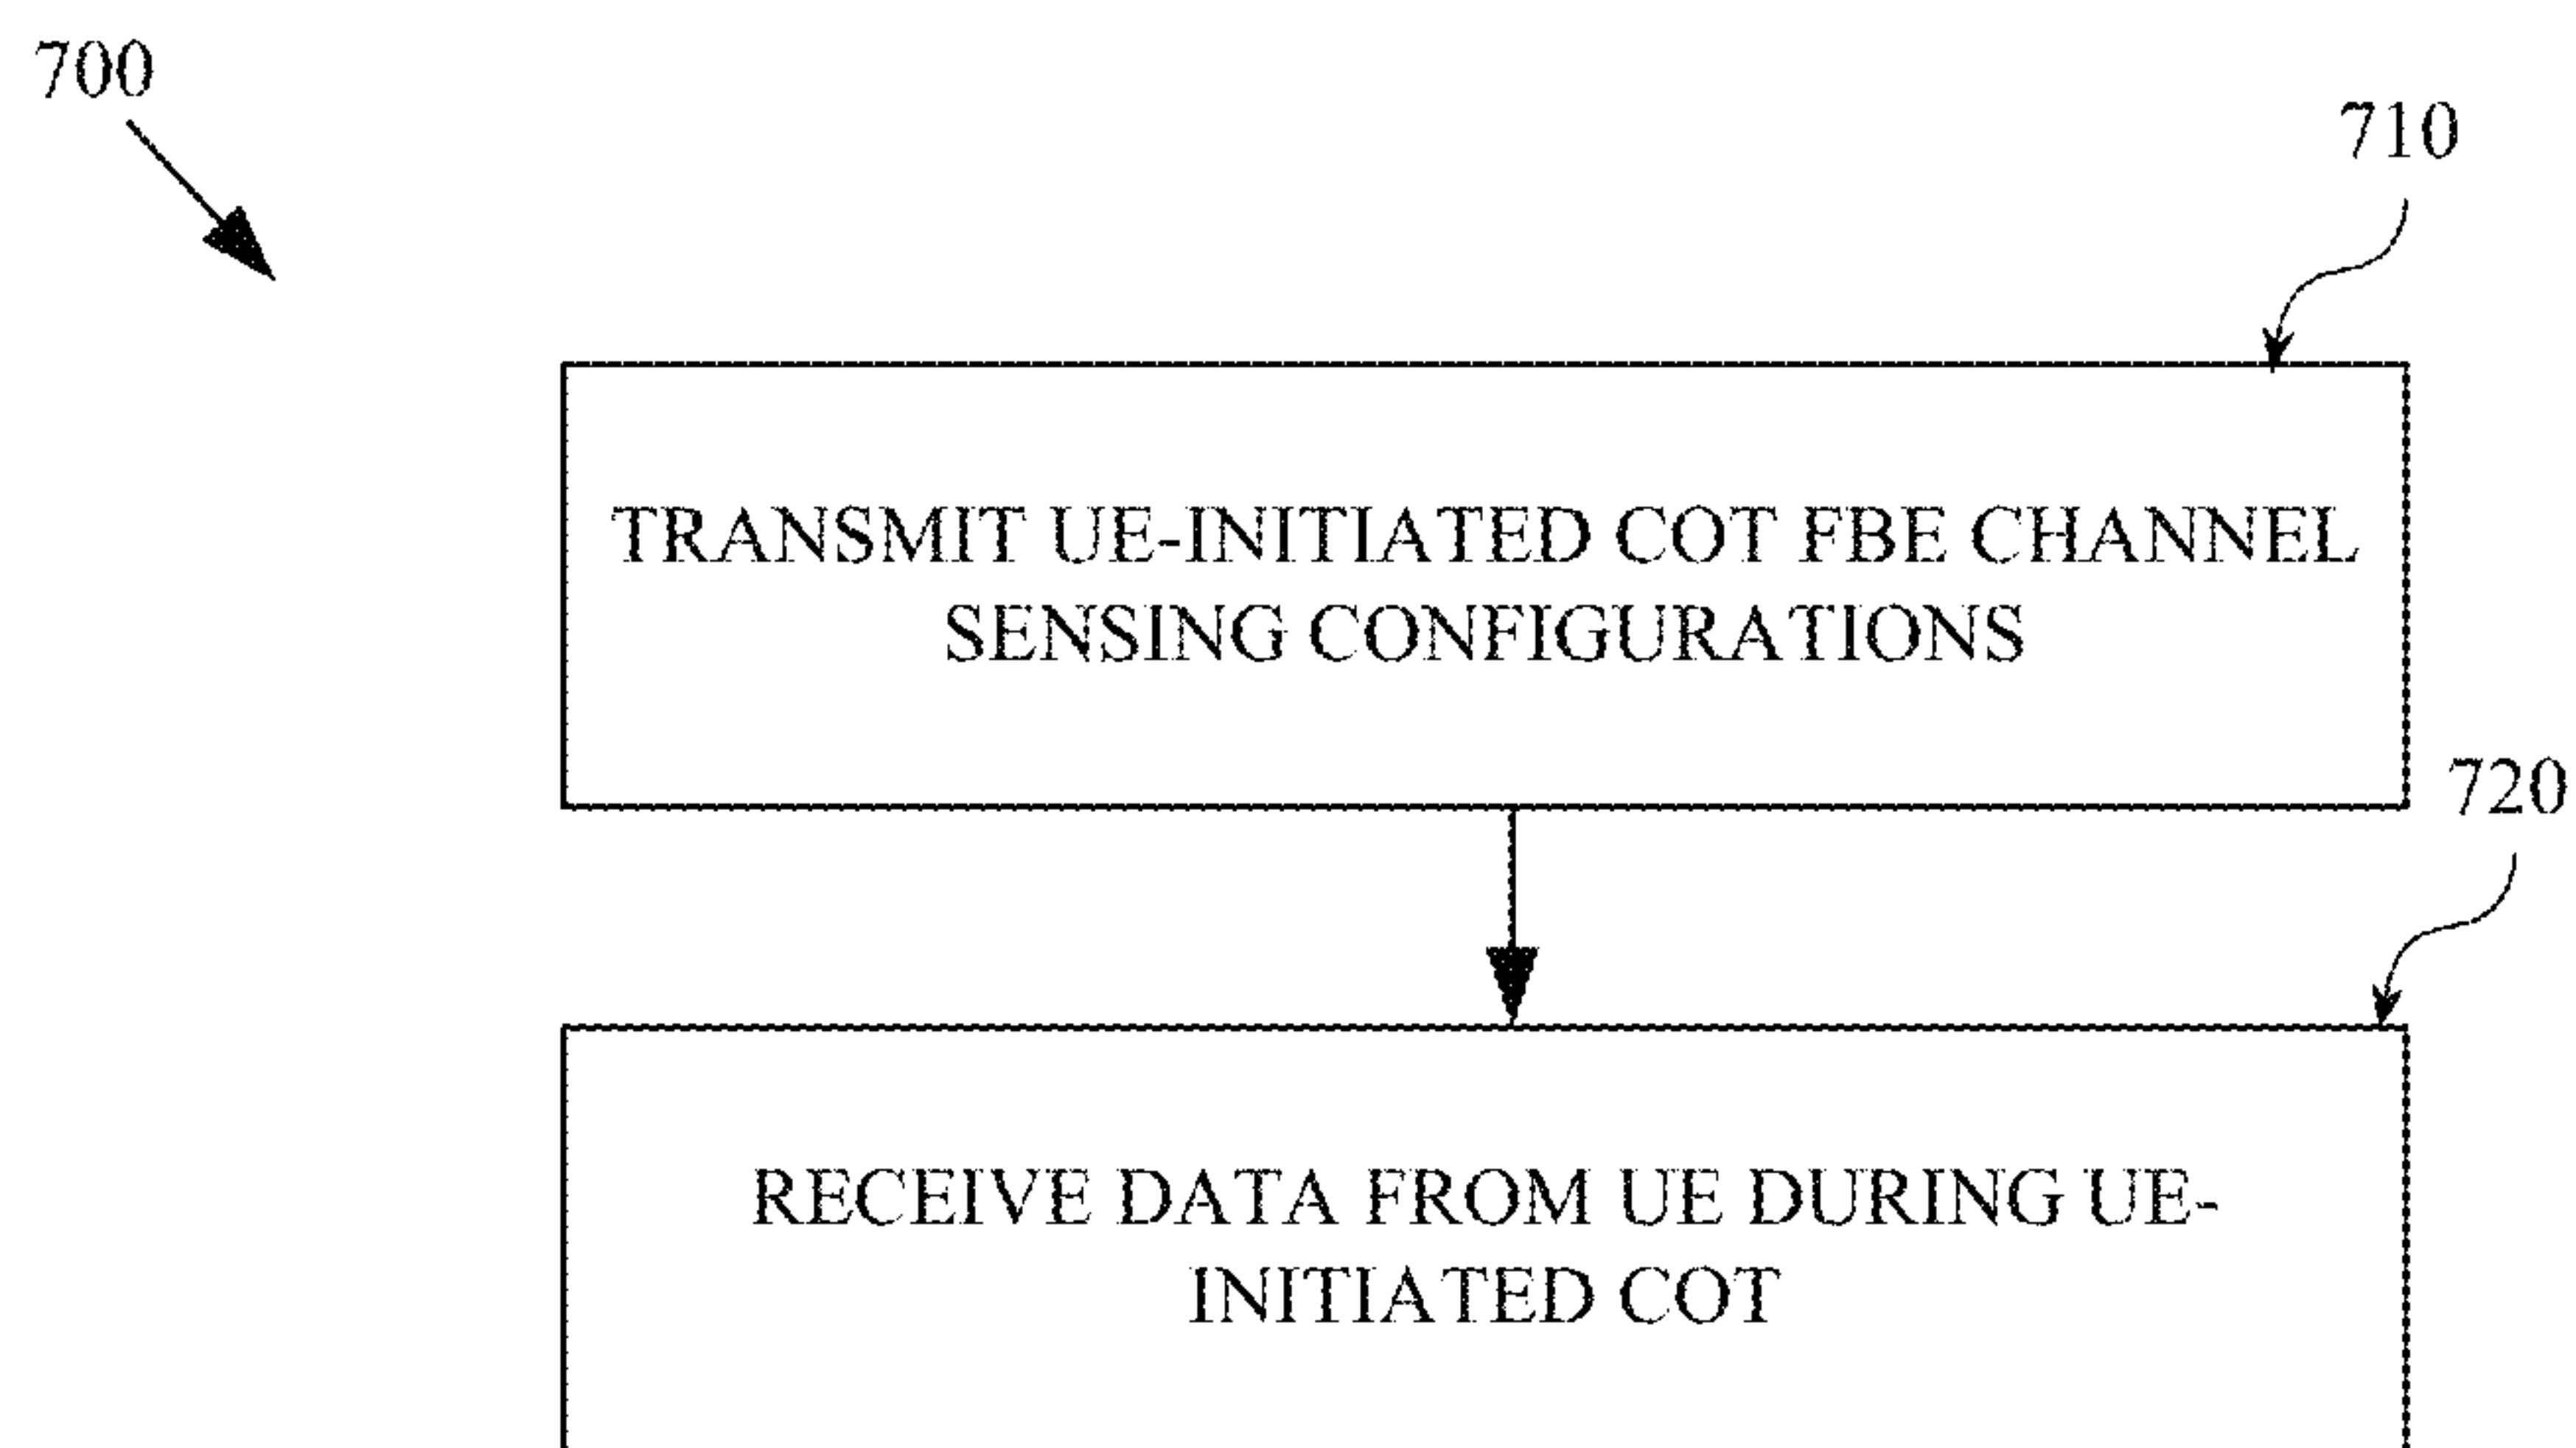 700
710
TRANSMIT UE-INITIATED COT FBE CHANNEL
SENSING CONFIGURATIONS
720
RECEIVE DATA FROM UE DURING UE-
INITIATED COT